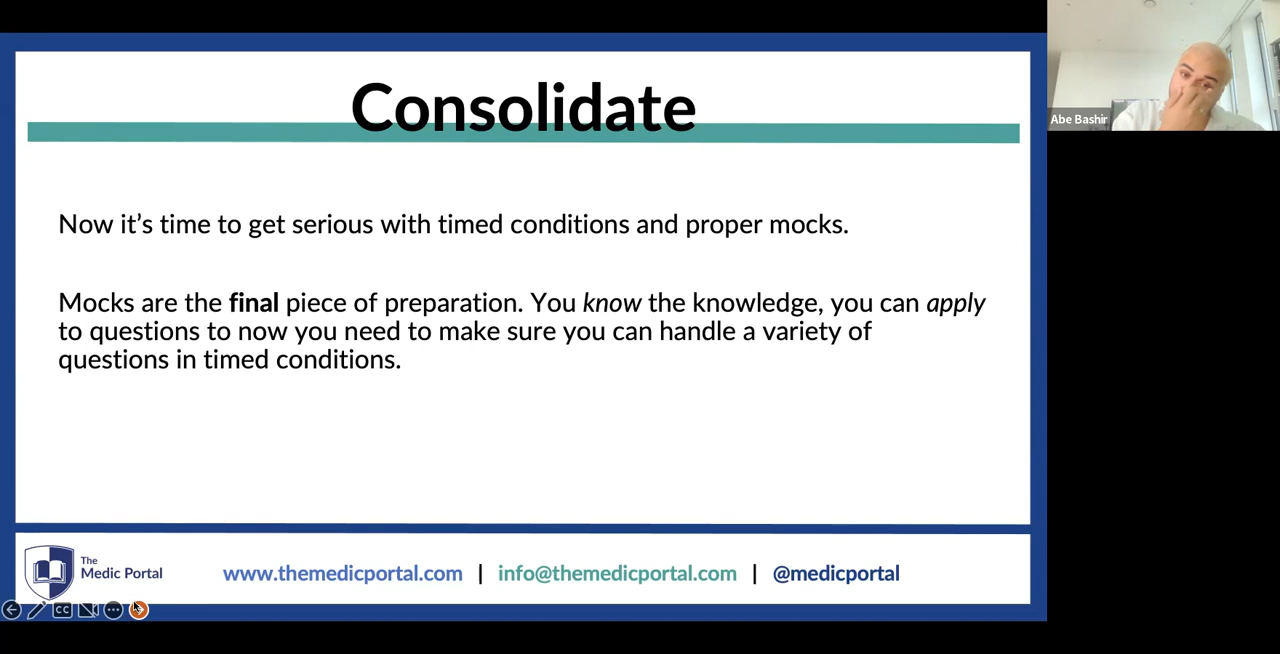 Consolidate
Abe Bashir
Now it's time to get serious with timed conditions and proper mocks.
Mocks are the final piece of preparation. You know the knowledge, you can apply
to questions to now you need to make sure you can handle a variety of
questions in timed conditions.
The
Medic Portal
www.themedicportal.com | info@themedicportal.com | @medicportal
CC